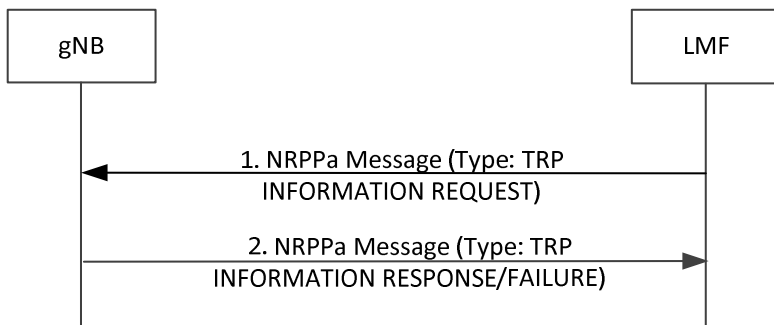 gNB
LMF
1. NRPPa Message (Type: TRP
INFORMATION REQUEST)
2. NRPPa Message (Type: TRP
INFORMATION RESPONSE/FAILURE)